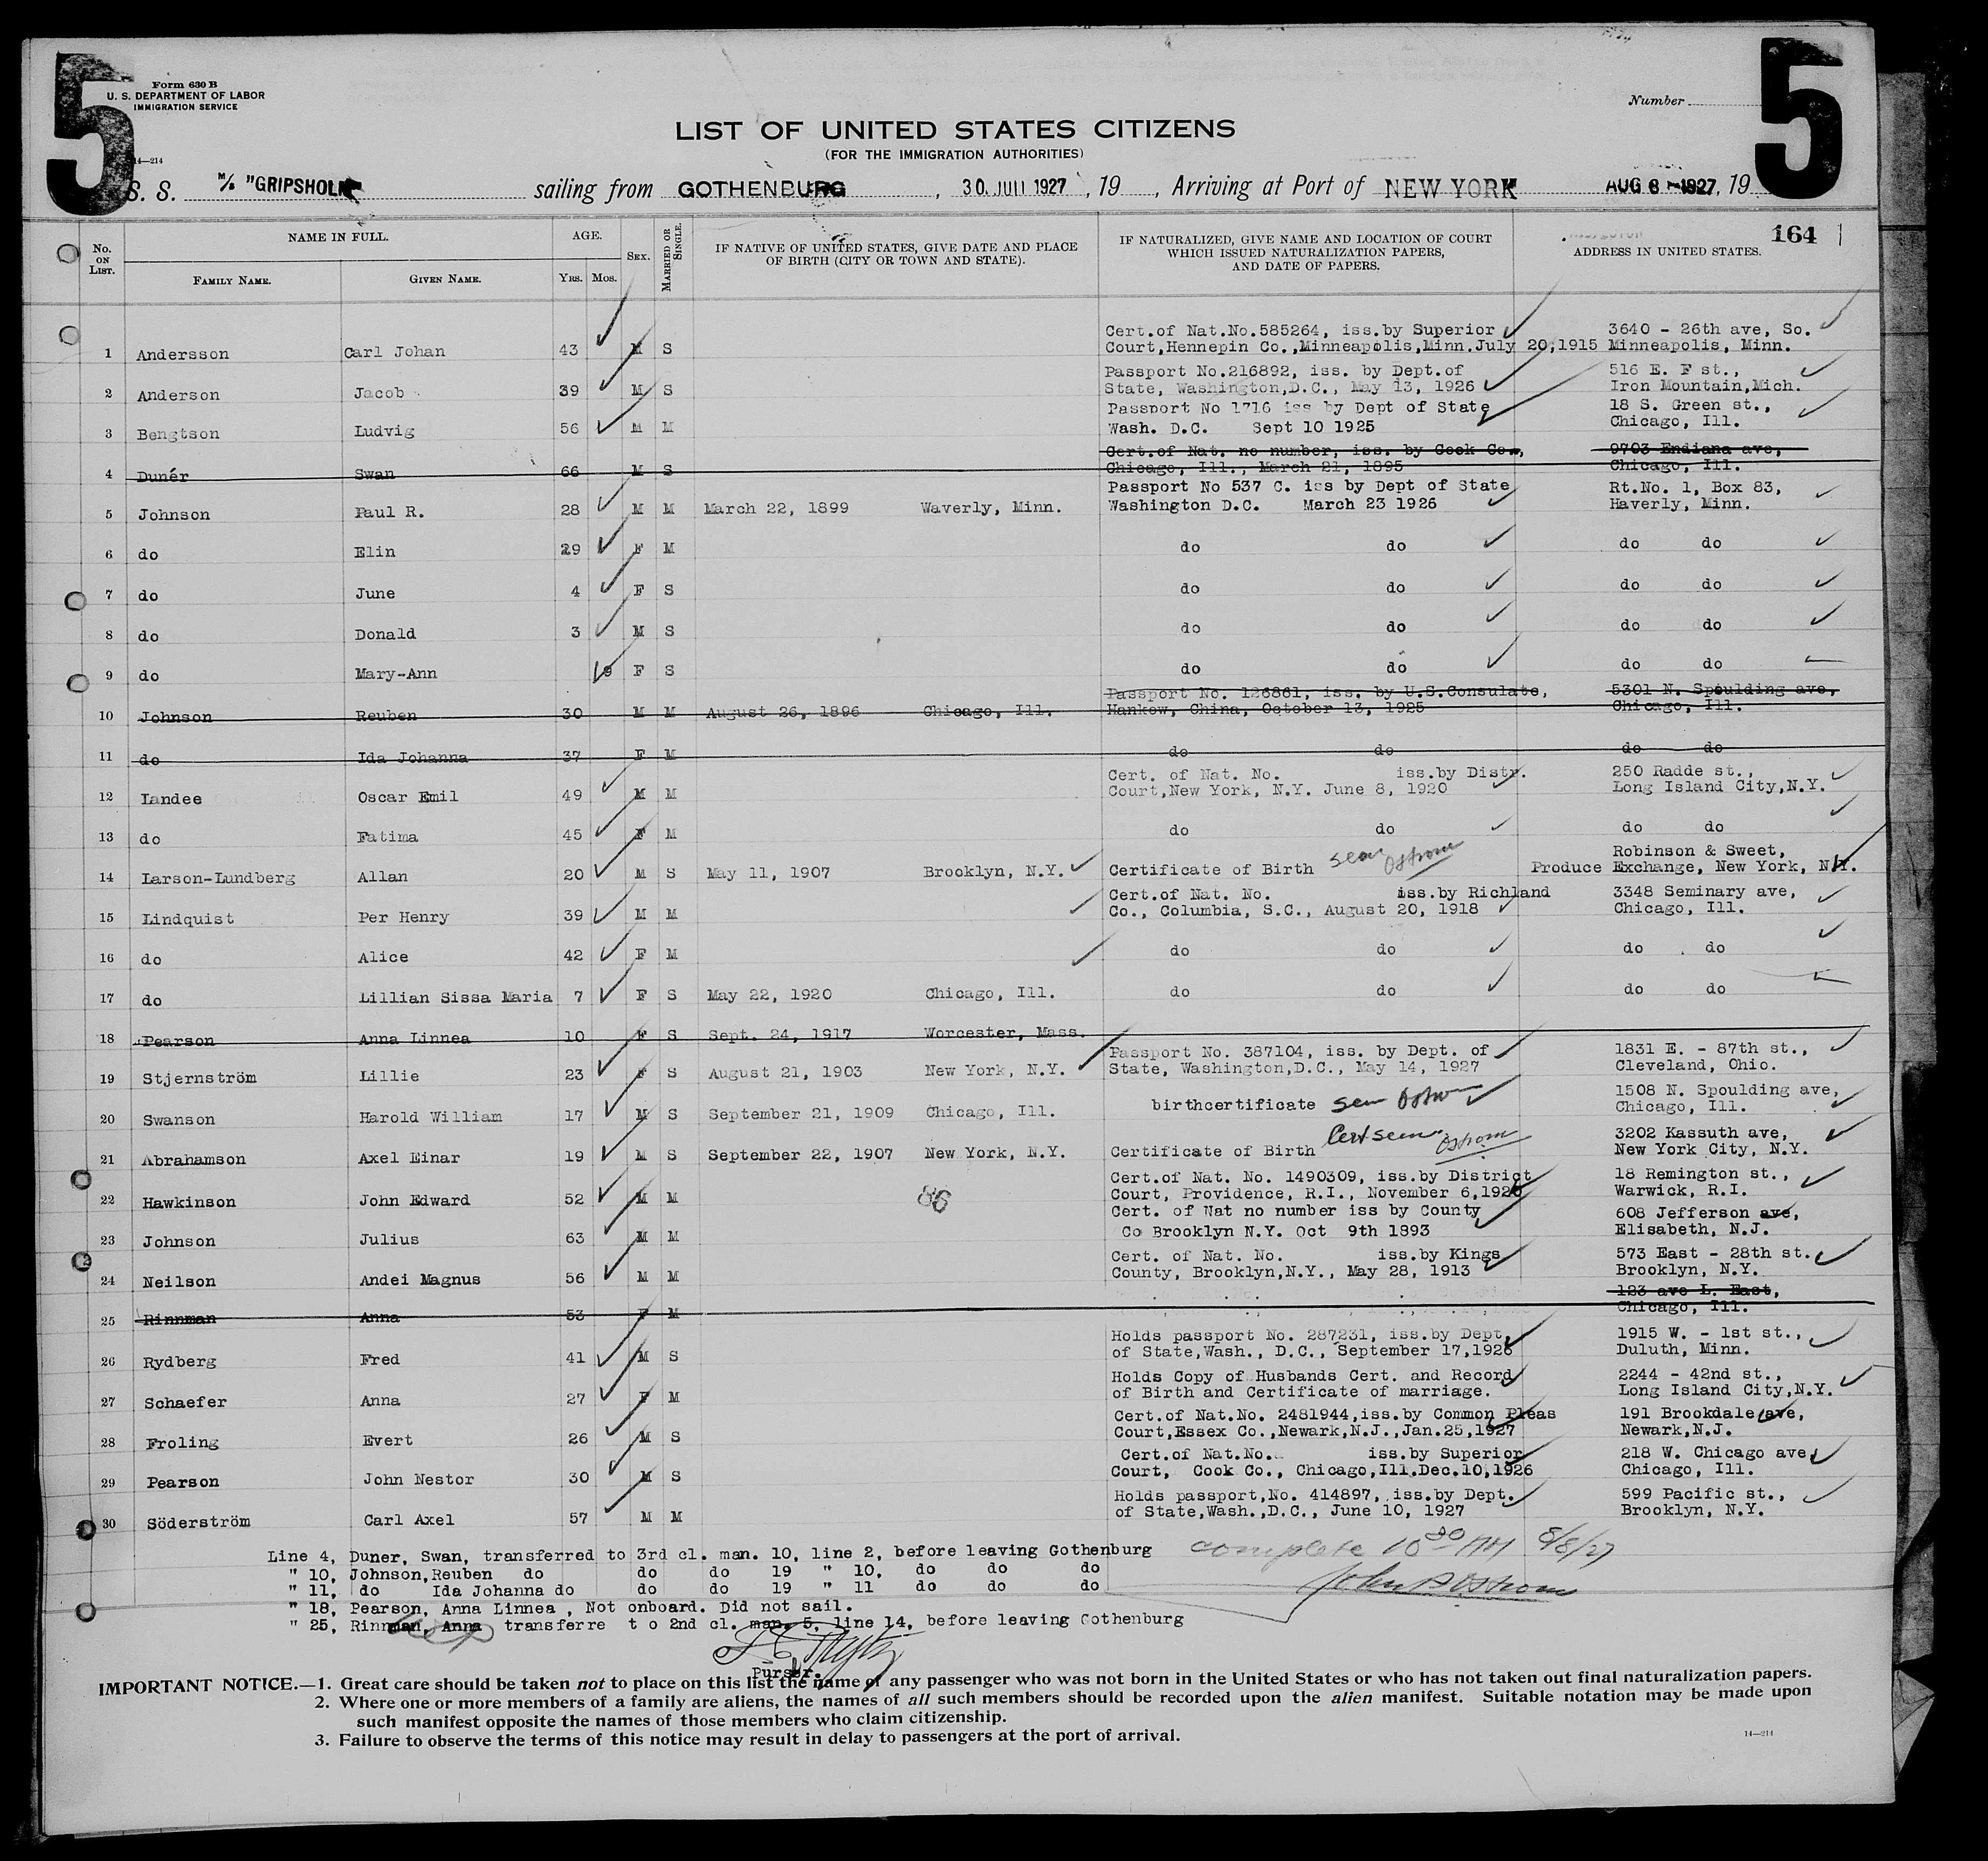 5
5
Form 630 B
U. S. DEPARTMENT OF LABOR
IMMIGRATION SERVICE
Number
14—214
LIST OF UNITED STATES CITIZENS
(FOR THE IMMIGRATION AUTHORITIES)
S. S. M/s "GRIPSHOLM" sailing from GOTHENBURG, 30. JULI 1927, 19 , Arriving at Port of NEW YORK AUG 8 - 1927, 19
164
No. ON LIST.
NAME IN FULL.
FAMILY NAME. GIVEN NAME.
AGE.
YRS. MOS.
SEX.
MARRIED OR SINGLE.
IF NATIVE OF UNITED STATES, GIVE DATE AND PLACE
OF BIRTH (CITY OR TOWN AND STATE).
IF NATURALIZED, GIVE NAME AND LOCATION OF COURT
WHICH ISSUED NATURALIZATION PAPERS,
AND DATE OF PAPERS.
ADDRESS IN UNITED STATES.
Cert.of Nat.No.585264, iss.by Superior 3640 - 26th ave, So.
1 Andersson Carl Johan 43 M S Court,Hennepin Co.,Minneapolis,Minn.July 20,1915 Minneapolis, Minn.
Passport No.216892, iss. by Dept.of 516 E. F st.,
2 Anderson Jacob 39 M S State, Washington,D.C., May 13, 1926 Iron Mountain,Mich.
Passport No 1716 iss by Dept of State 18 S. Green st.,
3 Bengtson Ludvig 56 M M Wash. D.C. Sept 10 1925 Chicago, Ill.
Cert.of Nat. no number, iss. by Cook Co., 9703 Endiana ave,
4 Dunér Swan 66 M S Chicago, Ill., March 21, 1895 Chicago, Ill.
Passport No 537 C. iss by Dept of State Rt.No. 1, Box 83,
5 Johnson Paul R. 28 M M March 22, 1899 Waverly, Minn. Washington D.C. March 23 1926 Haverly, Minn.
6 do Elin 29 F M do do do do
7 do June 4 F S do do do do
8 do Donald 3 M S do do do do
9 do Mary-Ann 9 F S do do do do
Passport No. 126861, iss. by U.S.Consulate, 5301 N. Spoulding ave,
10 Johnson Reuben 30 M M August 26, 1896 Chicago, Ill. Hankow, China, October 13, 1925 Chicago, Ill.
11 do Ida Johanna 37 F M do do do do
Cert. of Nat. No. iss.by Distr. 250 Radde st.,
12 Landee Oscar Emil 49 M M Court,New York, N.Y. June 8, 1920 Long Island City,N.Y.
13 do Fatima 45 F M do do do do
seen Ostrom Robinson & Sweet,
14 Larson-Lundberg Allan 20 M S May 11, 1907 Brooklyn, N.Y. Certificate of Birth Produce Exchange, New York, N.Y.
Cert.of Nat. No. iss.by Richland 3348 Seminary ave,
15 Lindquist Per Henry 39 M M Co., Columbia, S.C., August 20, 1918 Chicago, Ill.
16 do Alice 42 F M do do do do
17 do Lillian Sissa Maria 7 F S May 22, 1920 Chicago, Ill. do do do do
18 Pearson Anna Linnea 10 F S Sept. 24, 1917 Worcester, Mass.
Passport No. 387104, iss. by Dept. of 1831 E. - 87th st.,
19 Stjernström Lillie 23 F S August 21, 1903 New York, N.Y. State, Washington,D.C., May 14, 1927 Cleveland, Ohio.
1508 N. Spoulding ave,
20 Swanson Harold William 17 M S September 21, 1909 Chicago, Ill. birthcertificate seen Ostrom Chicago, Ill.
Cert seen. Ostrom 3202 Kassuth ave,
21 Abrahamson Axel Einar 19 M S September 22, 1907 New York, N.Y. Certificate of Birth New York City, N.Y.
Cert.of Nat. No. 1490309, iss.by District 18 Remington st.,
22 Hawkinson John Edward 52 M M 86 Court, Providence, R.I., November 6,1920 Warwick, R.I.
Cert. of Nat no number iss by County 608 Jefferson ave,
23 Johnson Julius 63 M M Co Brooklyn N.Y. Oct 9th 1893 Elisabeth, N.J.
Cert. of Nat. No. iss.by Kings 573 East - 28th st.
24 Neilson Andei Magnus 56 M M County, Brooklyn,N.Y., May 28, 1913 Brooklyn, N.Y.
123 ave L. East,
25 Rinnman Anna 53 F M Chicago, Ill.
Holds passport No. 287231, iss.by Dept. 1915 W. - 1st st.,
26 Rydberg Fred 41 M S of State,Wash., D.C., September 17,1926 Duluth, Minn.
Holds Copy of Husbands Cert. and Record 2244 - 42nd st.,
27 Schaefer Anna 27 F M of Birth and Certificate of marriage. Long Island City,N.Y.
Cert.of Nat.No. 2481944,iss.by Common Pleas 191 Brookdale ave,
28 Froling Evert 26 M S Court,Essex Co.,Newark,N.J.,Jan.25,1927 Newark,N.J.
Cert.of Nat.No. iss.by Superior 218 W. Chicago ave,
29 Pearson John Nestor 30 M S Court, Cook Co., Chicago,Ill.Dec.10,1926 Chicago, Ill.
Holds passport,No. 414897, iss.by Dept. 599 Pacific st.,
30 Söderström Carl Axel 57 M M of State,Wash.,D.C., June 10, 1927 Brooklyn, N.Y.
Line 4, Duner, Swan, transferred to 3rd cl. man. 10, line 2, before leaving Gothenburg
complete 10 30 AM 8/8/27
" 10, Johnson,Reuben do do do 19 " 10, do do do
" 11, do Ida Johanna do do do 19 " 11 do do do
John Ostrom
" 18, Pearson, Anna Linnea , Not onboard. Did not sail.
" 25, Rinnman, Anna transferre t o 2nd cl. man. 5, line 14, before leaving Gothenburg
Purser.
IMPORTANT NOTICE.—1. Great care should be taken not to place on this list the name of any passenger who was not born in the United States or who has not taken out final naturalization papers.
2. Where one or more members of a family are aliens, the names of all such members should be recorded upon the alien manifest. Suitable notation may be made upon
such manifest opposite the names of those members who claim citizenship.
3. Failure to observe the terms of this notice may result in delay to passengers at the port of arrival.
14—214